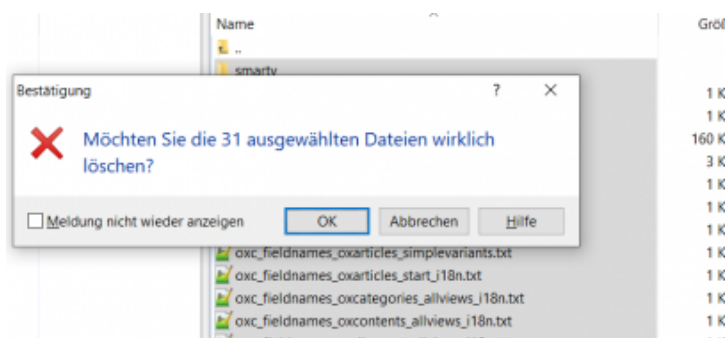 Name
Größ
..
smarty
Bestätigung
?
×
1 K
1 K
160 K
3 K
1 K
1 K
1 K
1 K
1 K
1 K
1 K
Möchten Sie die 31 ausgewählten Dateien wirklich
löschen?
Meldung nicht wieder anzeigen
OK
Abbrechen
Hilfe
oxc_fieldnames_oxarticles_simplevariants.txt
oxc_fieldnames_oxarticles_start_i18n.txt
oxc_fieldnames_oxcategories_allviews_i18n.txt
oxc_fieldnames_oxcontents_allviews_i18n.txt